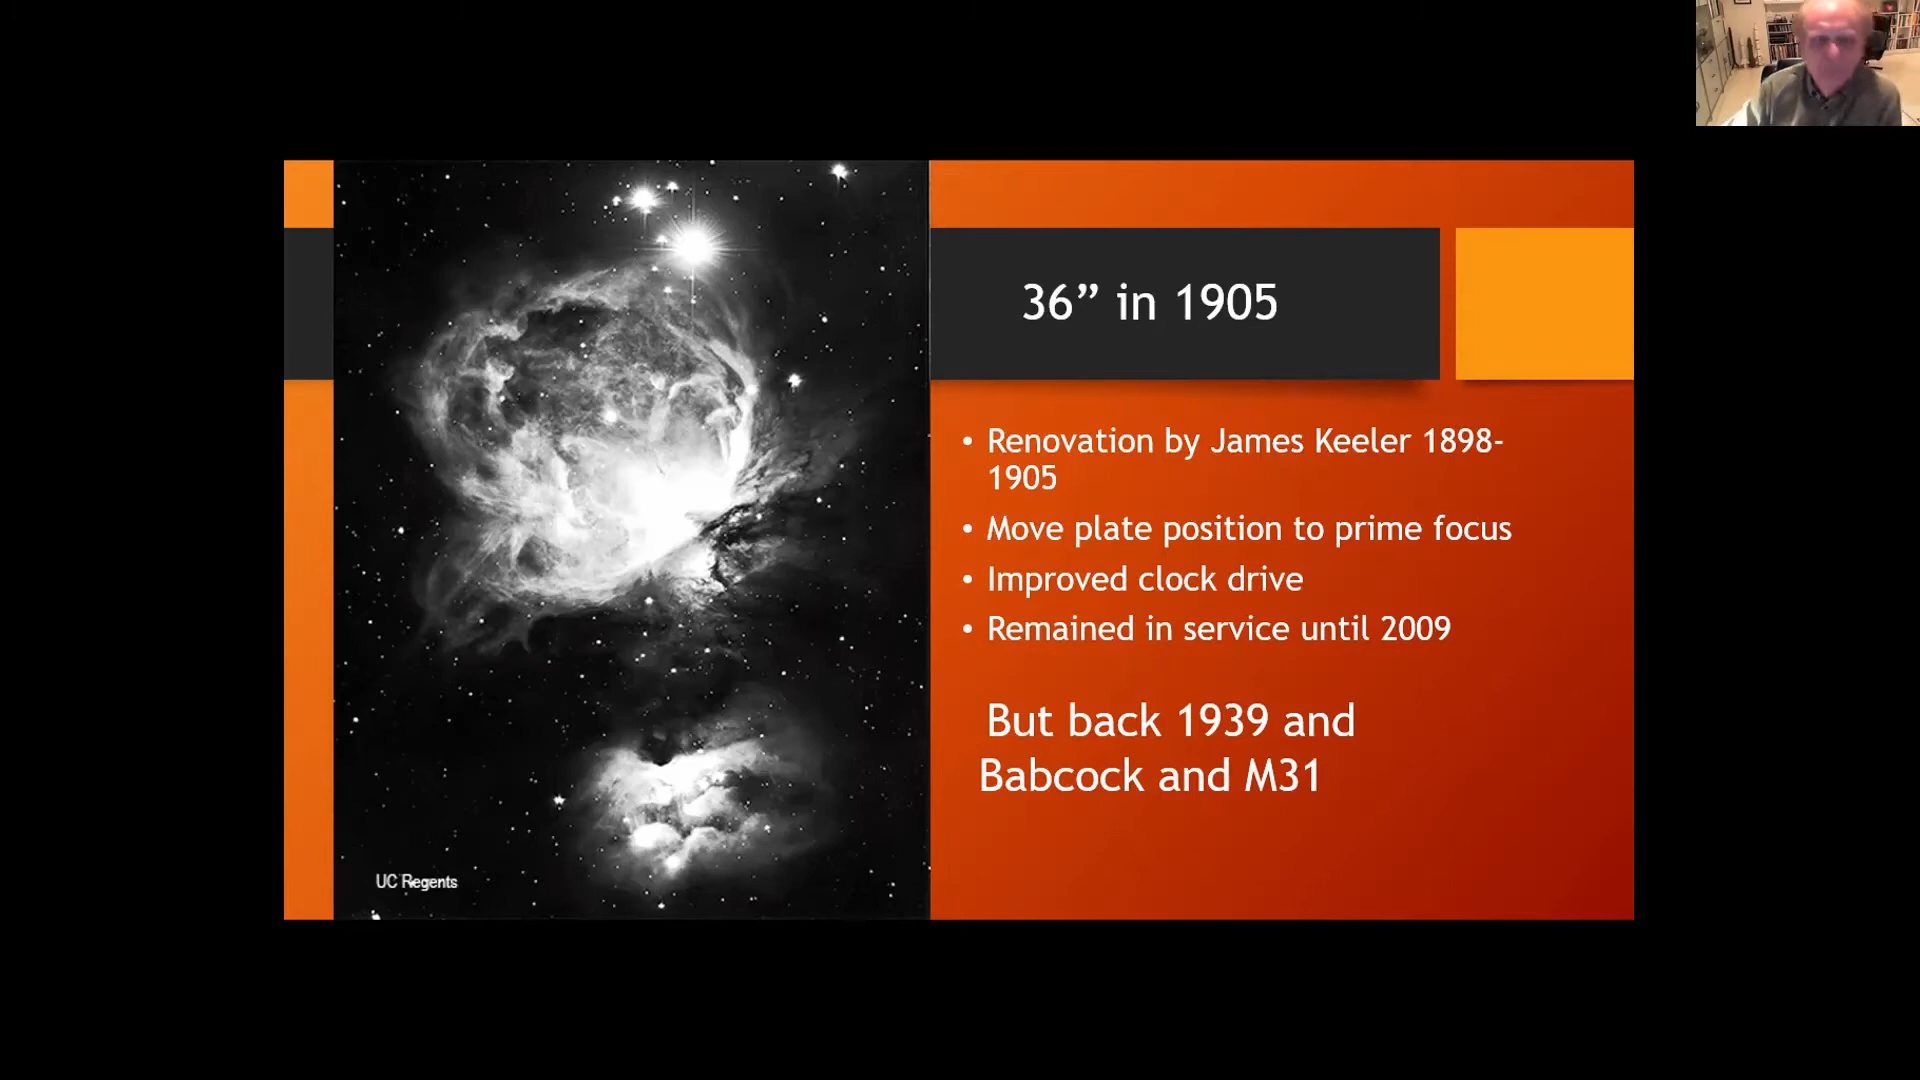 36” in 1905
• Renovation by James Keeler 1898-
1905
• Move plate position to prime focus
• Improved clock drive
• Remained in service until 2009
But back 1939 and
Babcock and M31
UC Regents